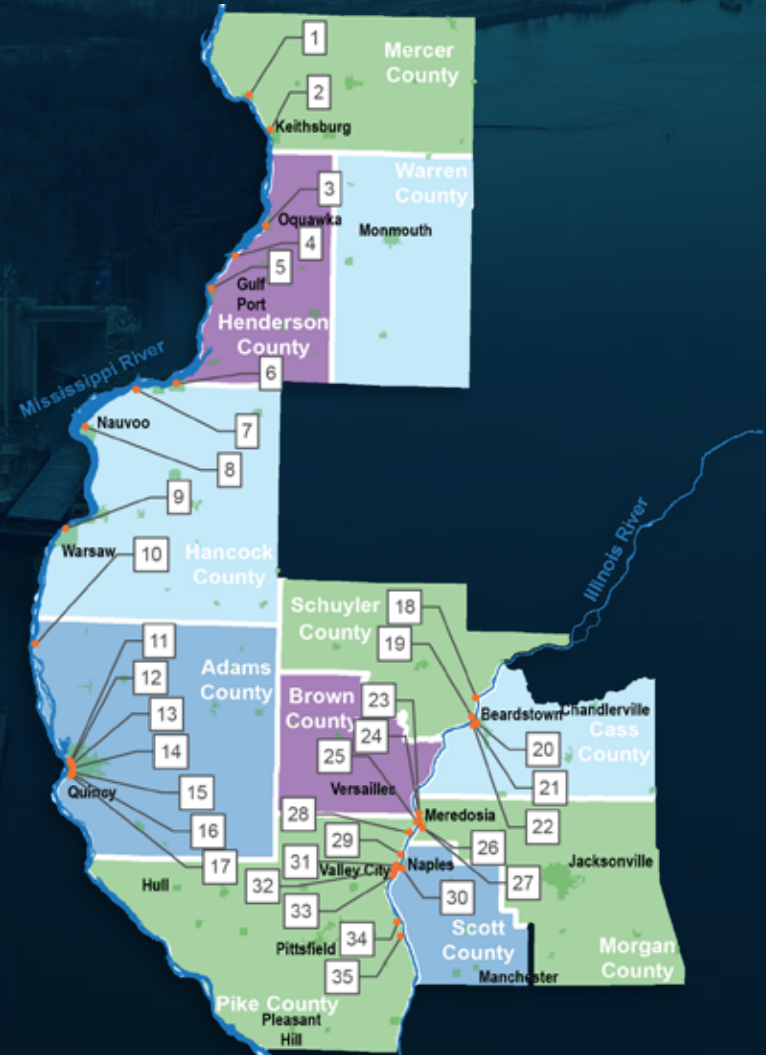 1
Mercer
County
2
Keithsburg
Warren
County
3
Oquawka
Monmouth
4
5
Gulf
Port
Henderson
County
Mississippi River
6
Nauvoo
7
8
9
Warsaw
10
Hancock
County
Illinois River
Schuyler
County
18
19
11
Adams
County
12
Brown
County
23
Beardstown
Chandlerville
13
24
Cass
County
14
25
20
Quincy
15
Versailles
21
16
28
Meredosia
22
17
29
26
31
Valley City
Naples
Jacksonville
Hull
32
27
33
30
Pittsfield
34
Scott
County
Morgan
County
35
Manchester
Pike County
Pleasant
Hill